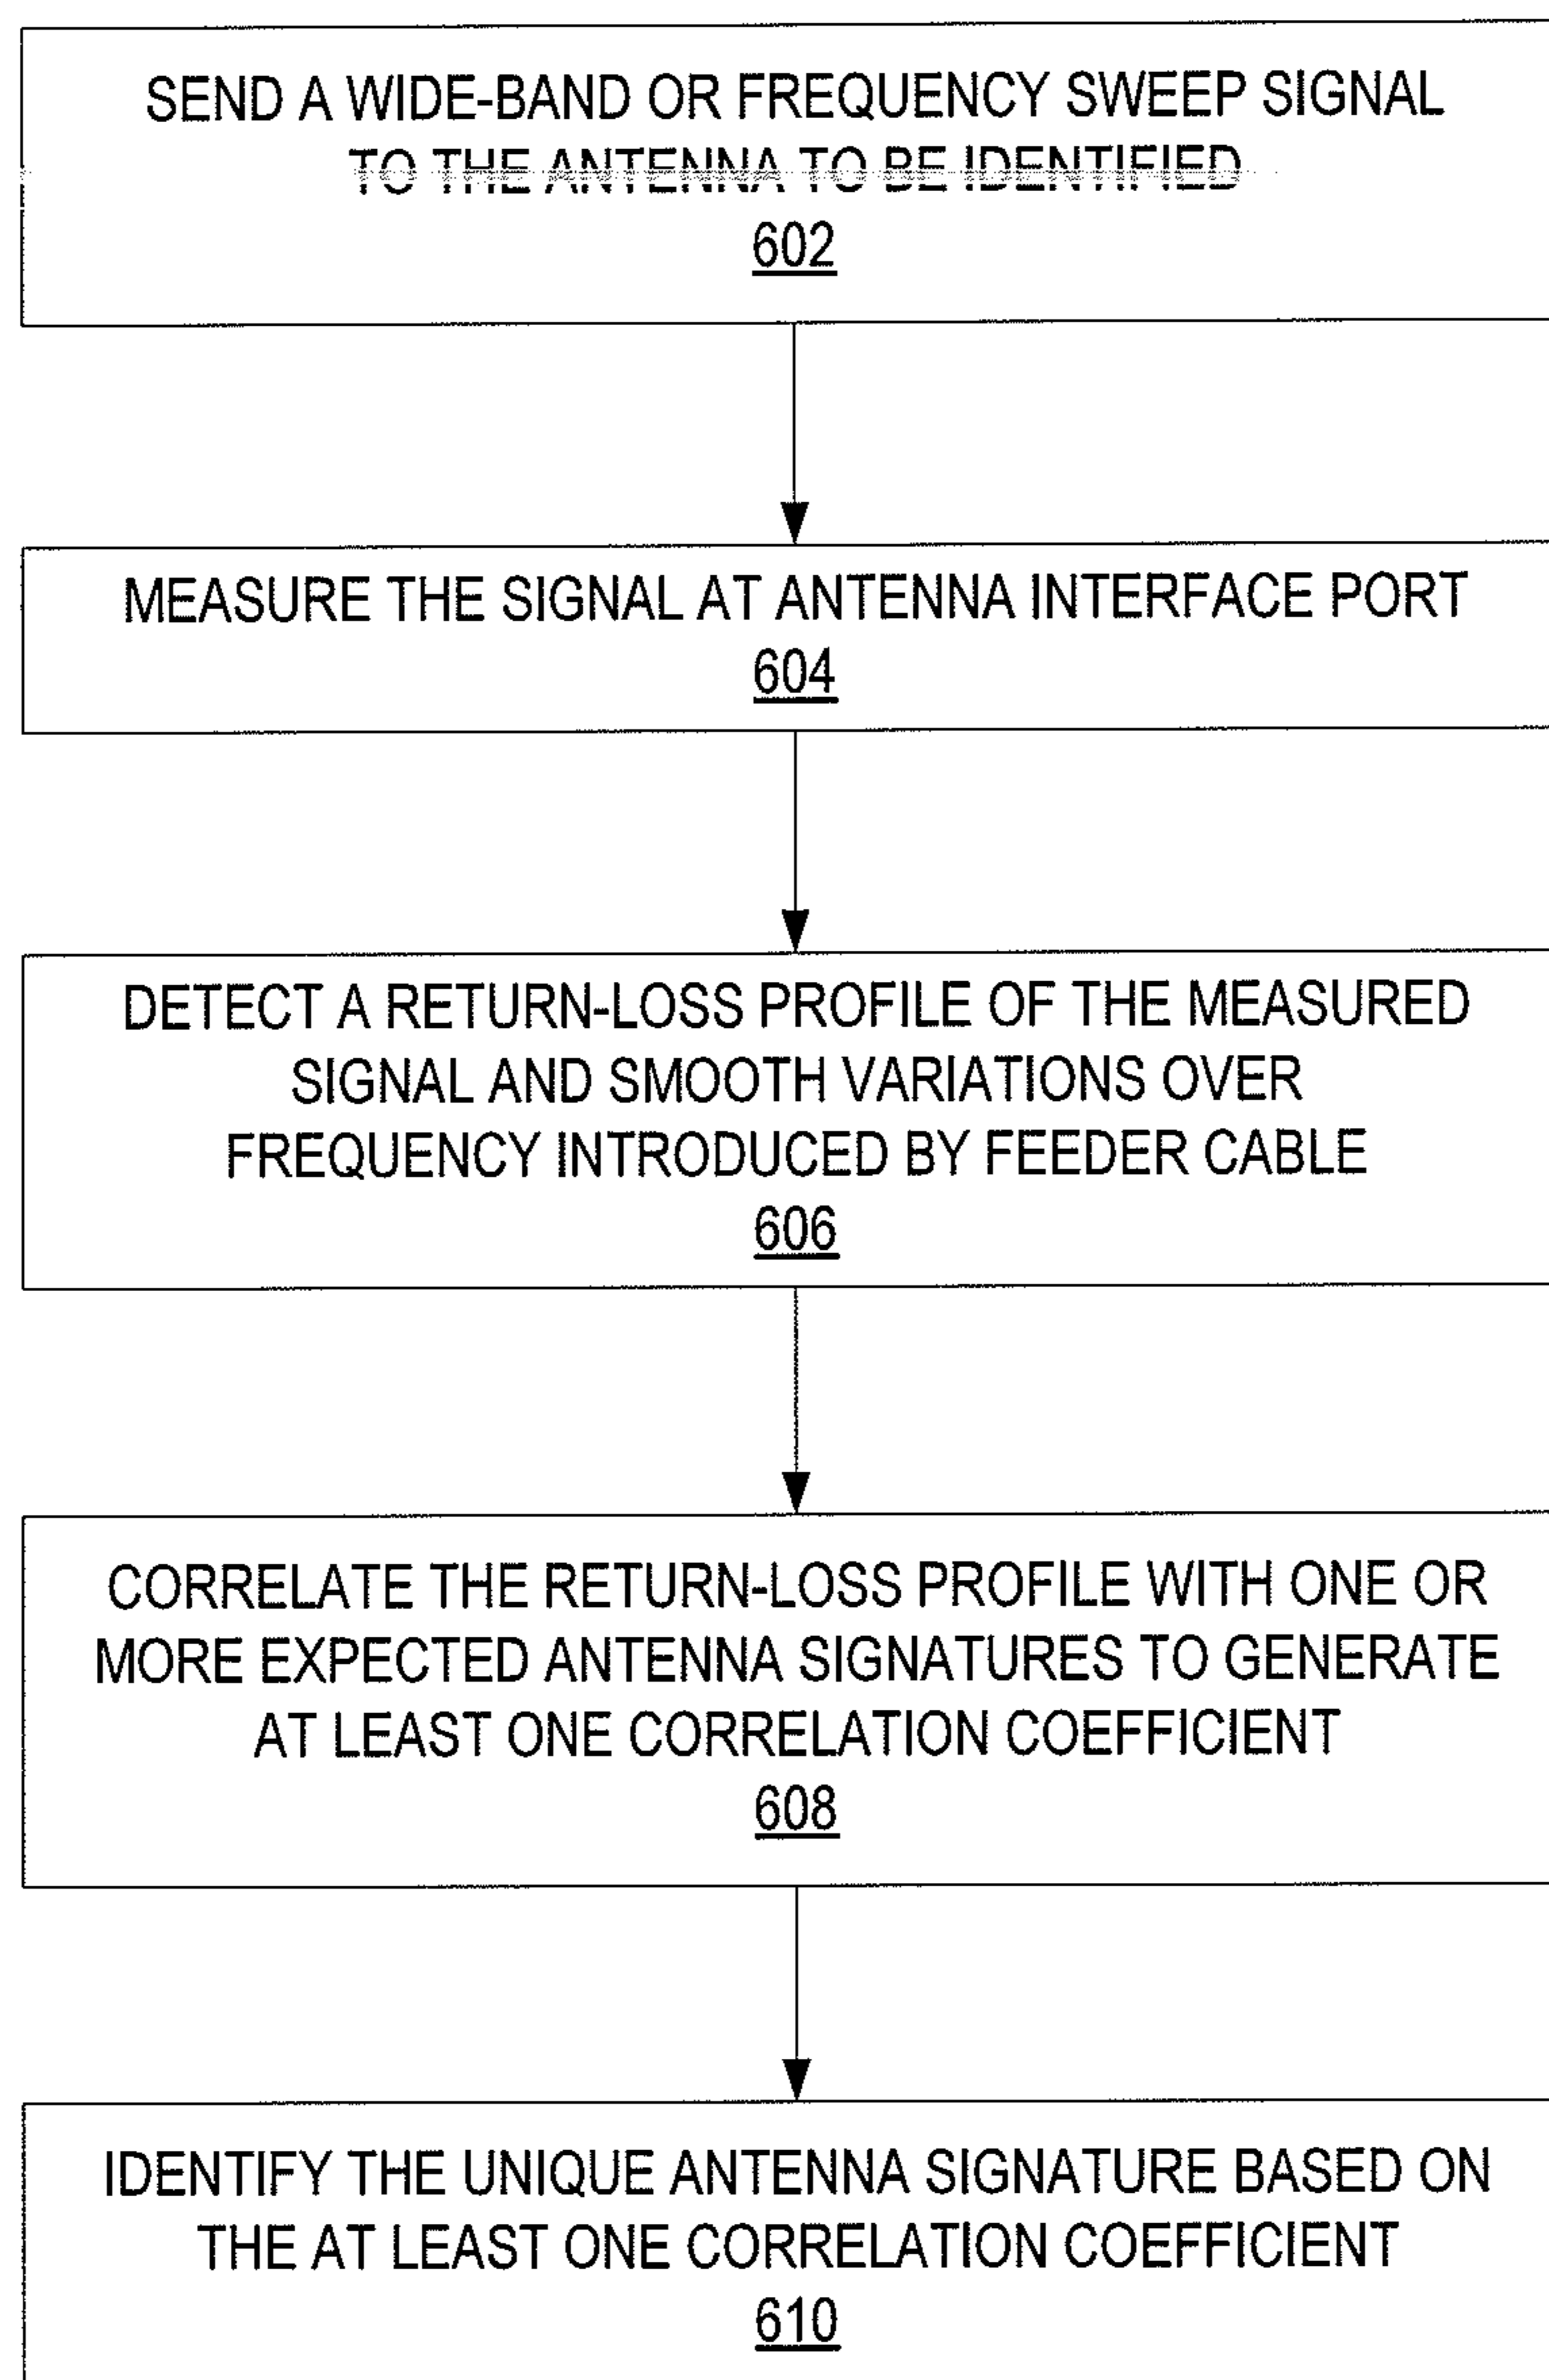 SEND A WIDE-BAND OR FREQUENCY SWEEP SIGNAL
TO THE ANTENNA TO BE IDENTIFIED
602
MEASURE THE SIGNAL AT ANTENNA INTERFACE PORT
604
DETECT A RETURN-LOSS PROFILE OF THE MEASURED
SIGNAL AND SMOOTH VARIATIONS OVER
FREQUENCY INTRODUCED BY FEEDER CABLE
606
CORRELATE THE RETURN-LOSS PROFILE WITH ONE OR
MORE EXPECTED ANTENNA SIGNATURES TO GENERATE
AT LEAST ONE CORRELATION COEFFICIENT
608
IDENTIFY THE UNIQUE ANTENNA SIGNATURE BASED ON
THE AT LEAST ONE CORRELATION COEFFICIENT
610